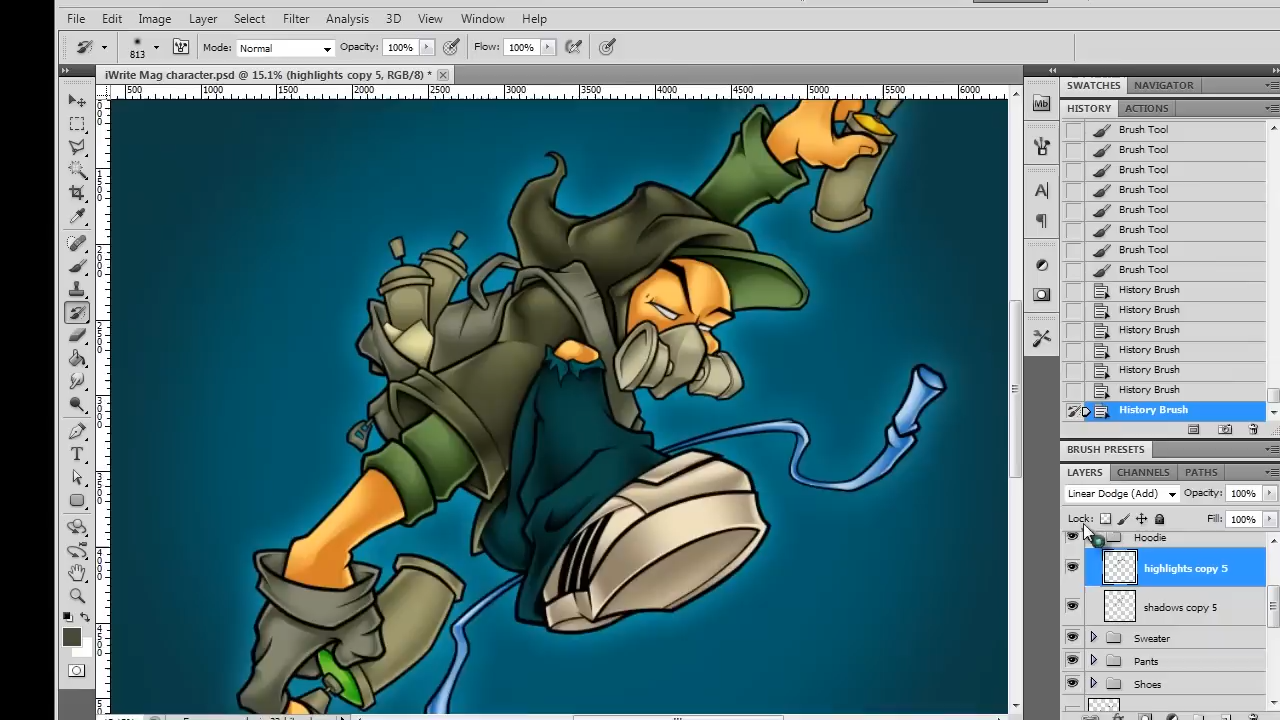 File Edit Image Layer Select Filter Analysis 3D View Window Help
813 Mode: Normal Opacity: 100% Flow: 100%
iWrite Mag character.psd @ 15.1% (highlights copy 5, RGB/8) *
500 1000 1500 2000 2500 3000 3500 4000 4500 5000 5500 6000
SWATCHES NAVIGATOR
HISTORY ACTIONS
Brush Tool
Brush Tool
Brush Tool
Brush Tool
Brush Tool
Brush Tool
Brush Tool
Brush Tool
History Brush
History Brush
History Brush
History Brush
History Brush
History Brush
History Brush
BRUSH PRESETS
LAYERS CHANNELS PATHS
Linear Dodge (Add) Opacity: 100%
Lock: Fill: 100%
Hoodie
highlights copy 5
shadows copy 5
Sweater
Pants
Shoes
Mb
A
T